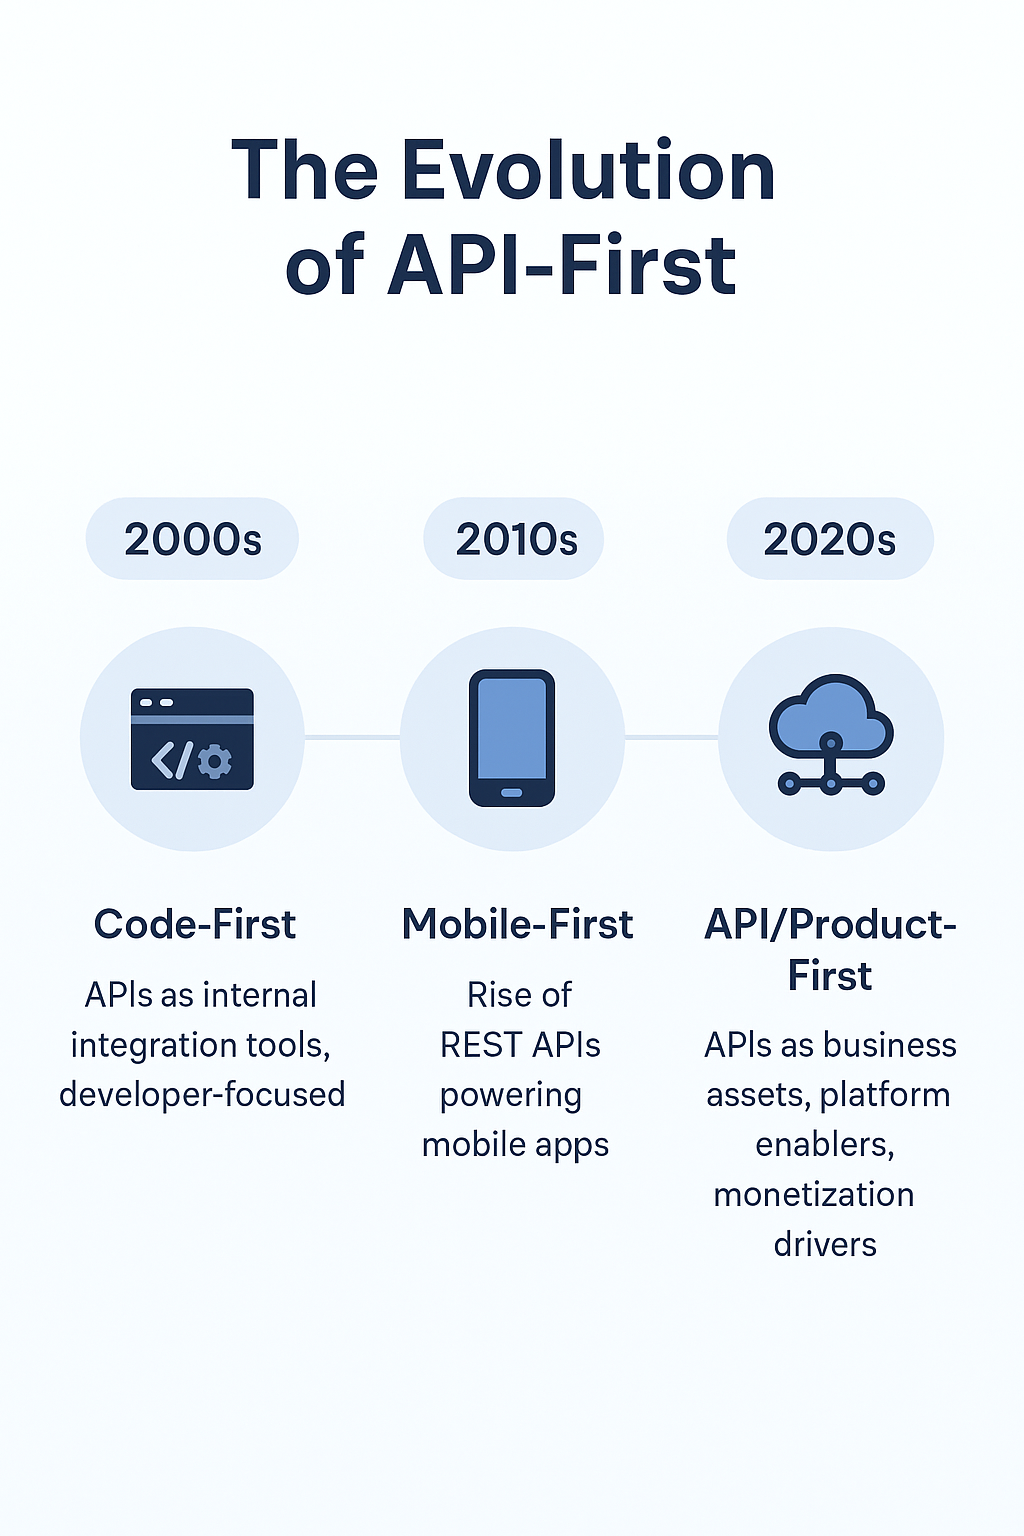 The Evolution
of API-First
2000s
2010s
2020s
</>
Code-First
APIs as internal
integration tools,
developer-focused
Mobile-First
Rise of
REST APIs
powering
mobile apps
API/Product-
First
APIs as business
assets, platform
enablers,
monetization
drivers